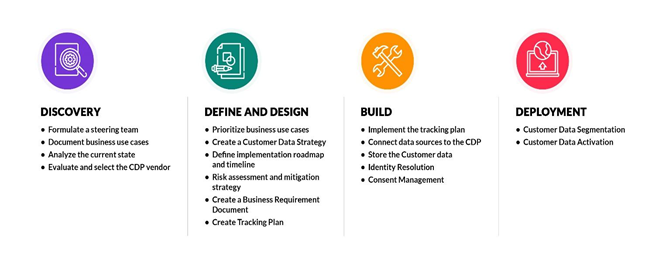 DISCOVERY
• Formulate a steering team
• Document business use cases
• Analyze the current state
• Evaluate and select the CDP vendor
DEFINE AND DESIGN
• Prioritize business use cases
• Create a Customer Data Strategy
• Define implementation roadmap
and timeline
• Risk assessment and mitigation
strategy
• Create a Business Requirement
Document
• Create Tracking Plan
BUILD
• Implement the tracking plan
• Connect data sources to the CDP
• Store the Customer data
• Identity Resolution
• Consent Management
DEPLOYMENT
• Customer Data Segmentation
• Customer Data Activation